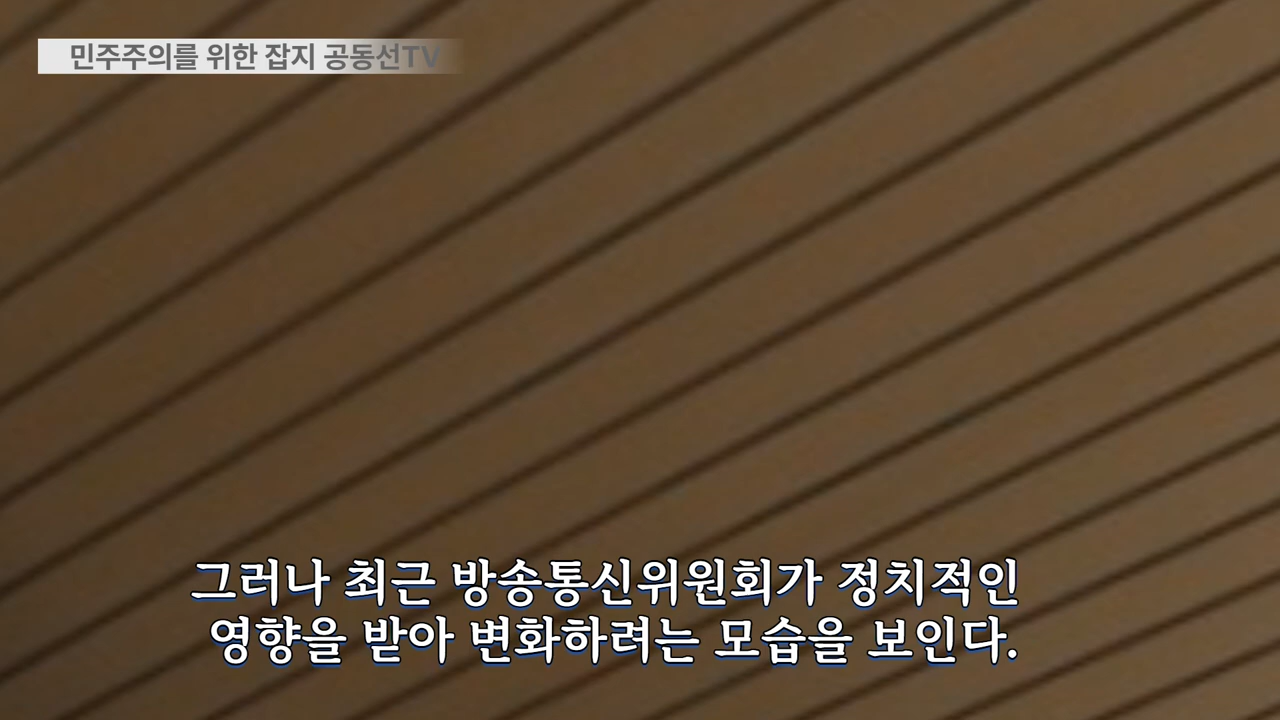 민주주의를 위한 잡지 공동선TV
그러나 최근 방송통신위원회가 정치적인
영향을 받아 변화하려는 모습을 보인다.